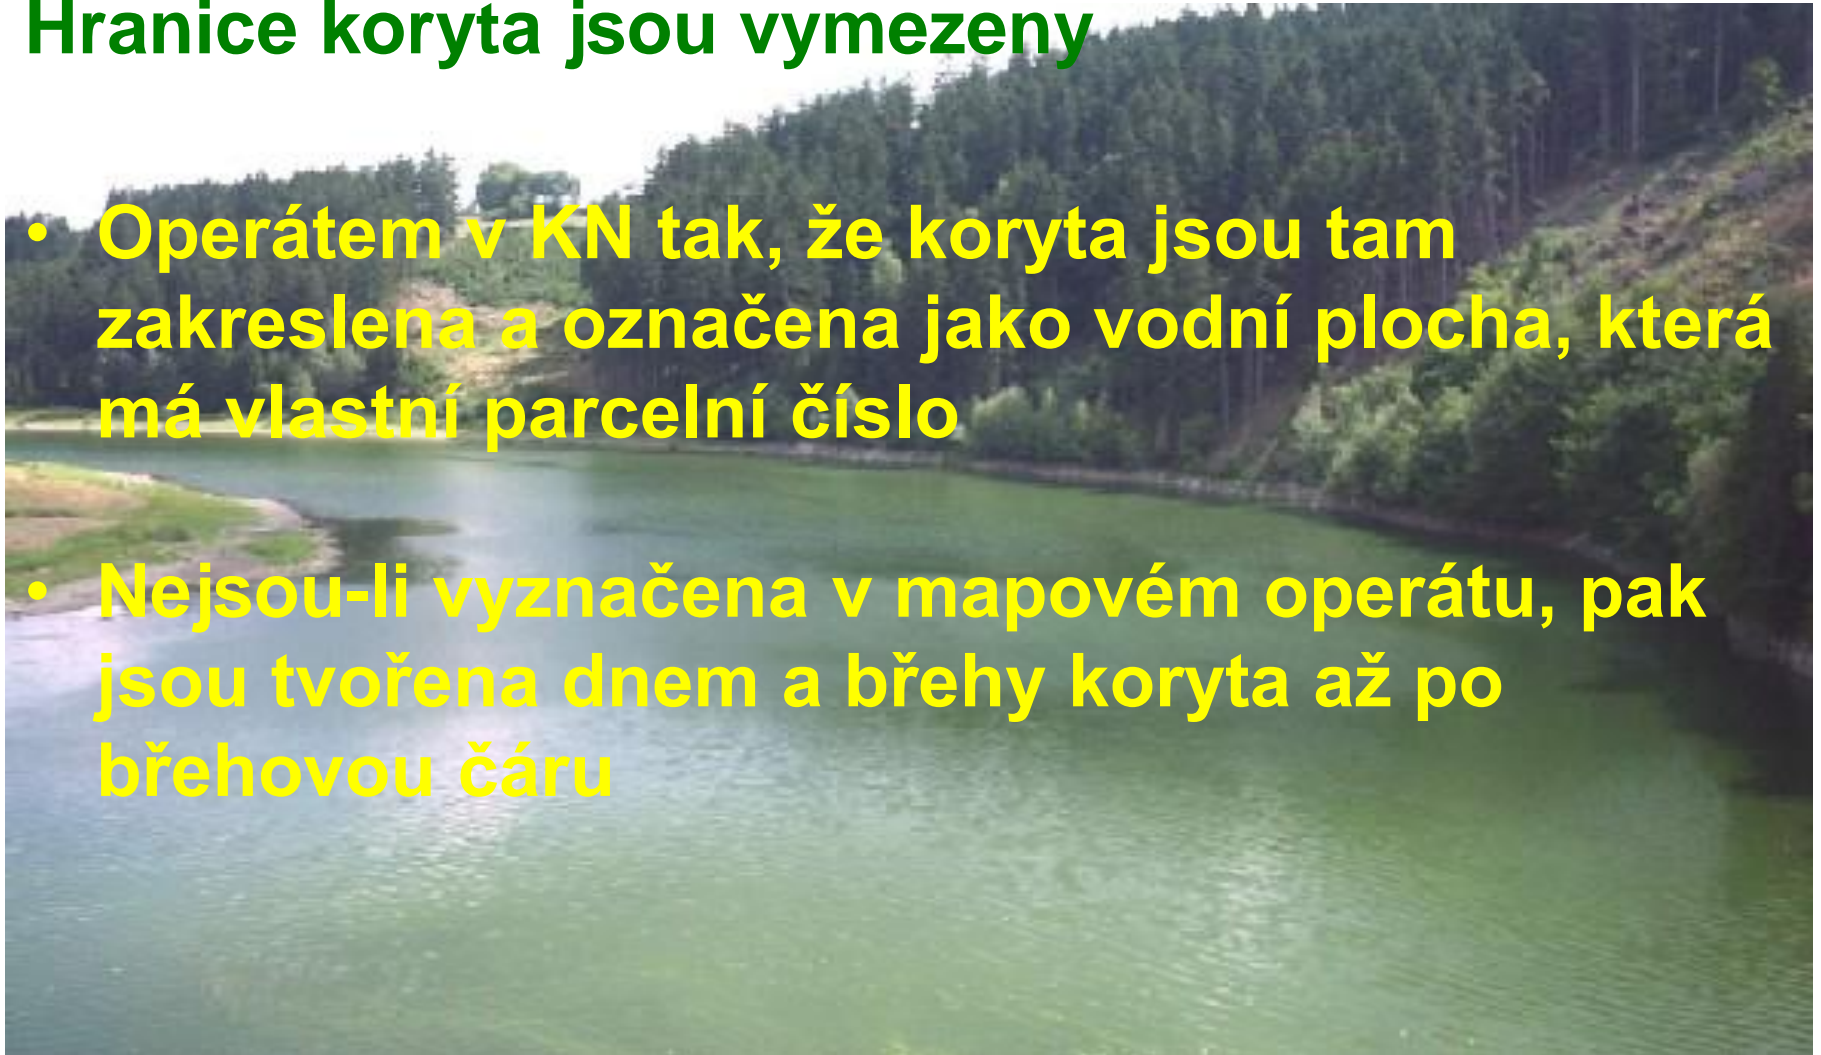 Hranice koryta jsou vymezeny
• Operátem v KN tak, že koryta jsou tam
zakreslena a označena jako vodní plocha, která
má vlastní parcelní číslo
• Nejsou-li vyznačena v mapovém operátu, pak
jsou tvořena dnem a břehy koryta až po
břehovou čáru